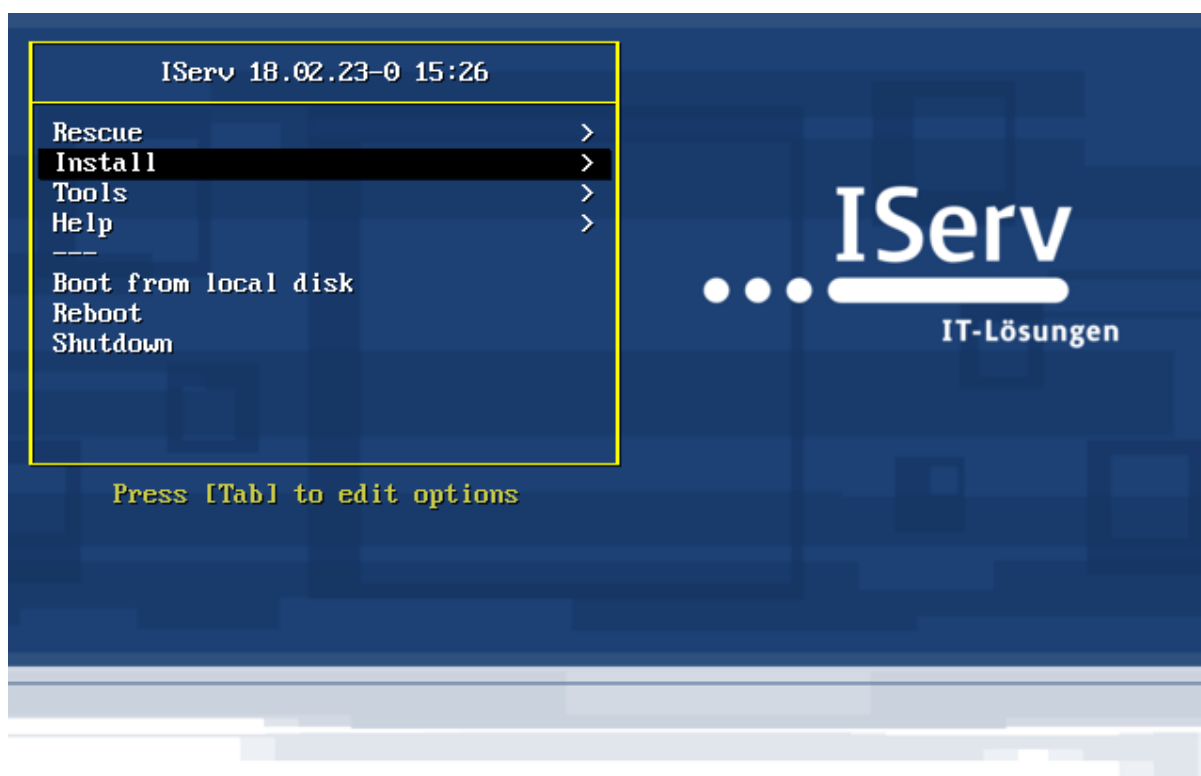 IServ 18.02.23-0 15:26
Rescue >
Install >
Tools >
Help >
---
Boot from local disk
Reboot
Shutdown
Press [Tab] to edit options
IServ
IT-Lösungen